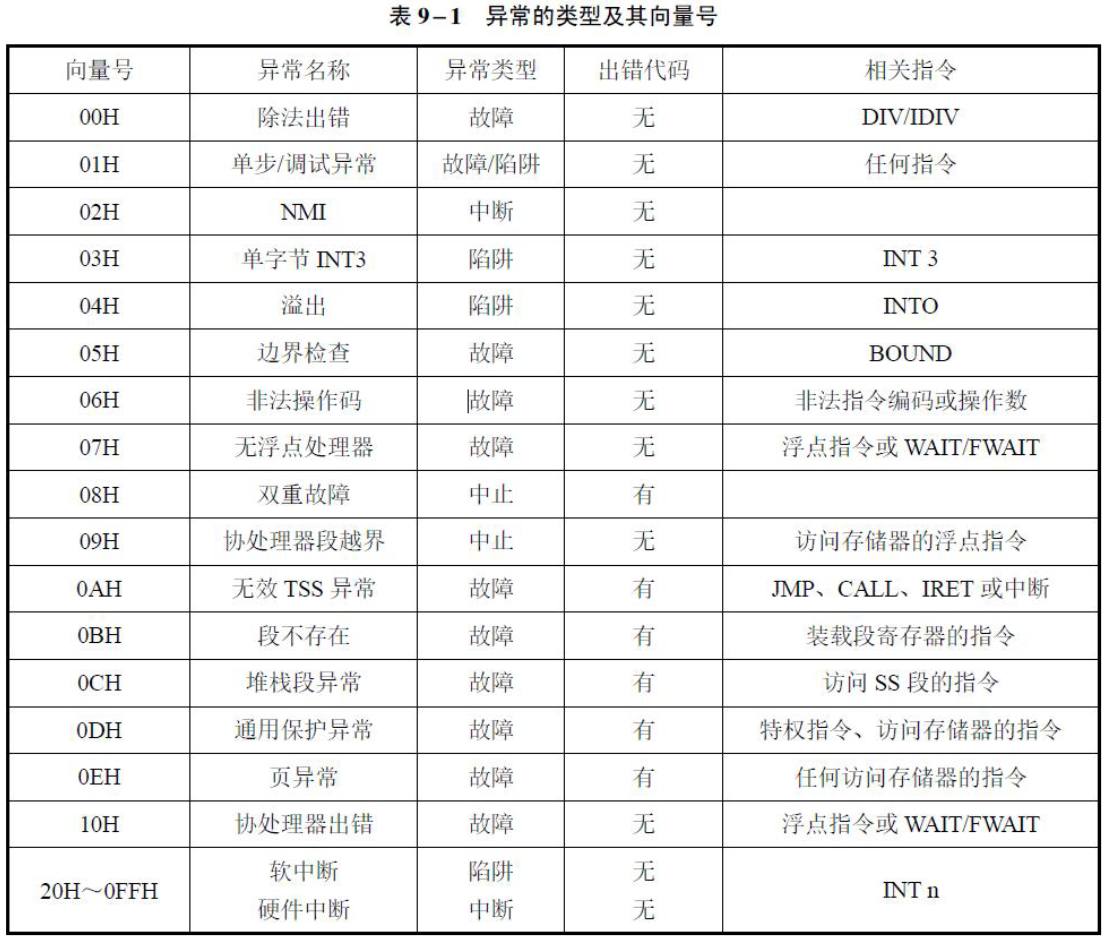 表 9-1 异常的类型及其向量号
向量号 异常名称 异常类型 出错代码 相关指令
00H 除法出错 故障 无 DIV/IDIV
01H 单步/调试异常 故障/陷阱 无 任何指令
02H NMI 中断 无
03H 单字节 INT3 陷阱 无 INT 3
04H 溢出 陷阱 无 INTO
05H 边界检查 故障 无 BOUND
06H 非法操作码 故障 无 非法指令编码或操作数
07H 无浮点处理器 故障 无 浮点指令或 WAIT/FWAIT
08H 双重故障 中止 有
09H 协处理器段越界 中止 无 访问存储器的浮点指令
0AH 无效 TSS 异常 故障 有 JMP、CALL、IRET 或中断
0BH 段不存在 故障 有 装载段寄存器的指令
0CH 堆栈段异常 故障 有 访问 SS 段的指令
0DH 通用保护异常 故障 有 特权指令、访问存储器的指令
0EH 页异常 故障 有 任何访问存储器的指令
10H 协处理器出错 故障 无 浮点指令或 WAIT/FWAIT
20H～0FFH 软中断 陷阱 无 INT n
硬件中断 中断 无